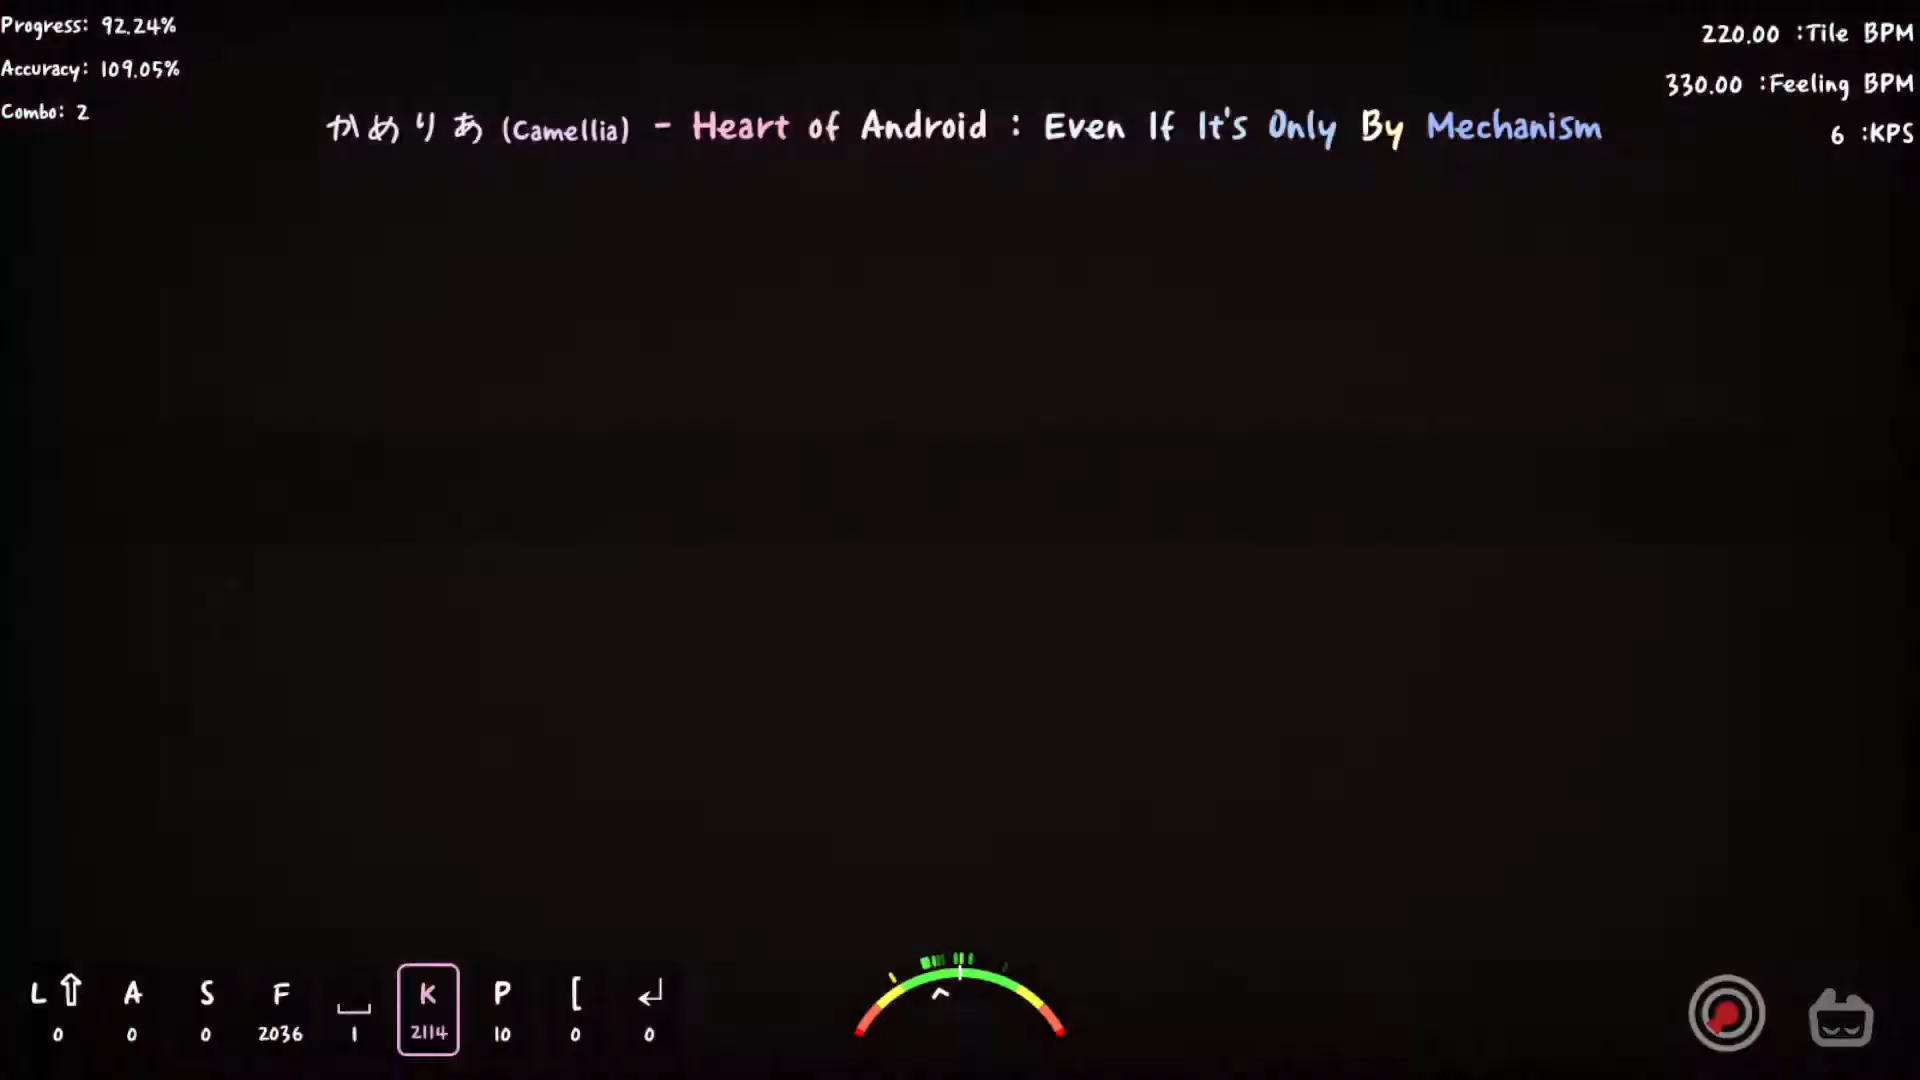 Progress: 92.24%
Accuracy: 109.05%
Combo: 2
220.00 :Tile BPM
330.00 :Feeling BPM
6 :KPS
かめりあ (Camellia) - Heart of Android : Even If It's Only By Mechanism
L⇧ A S F ⎵ K P [ ↲
0 0 0 2036 1 2114 10 0 0